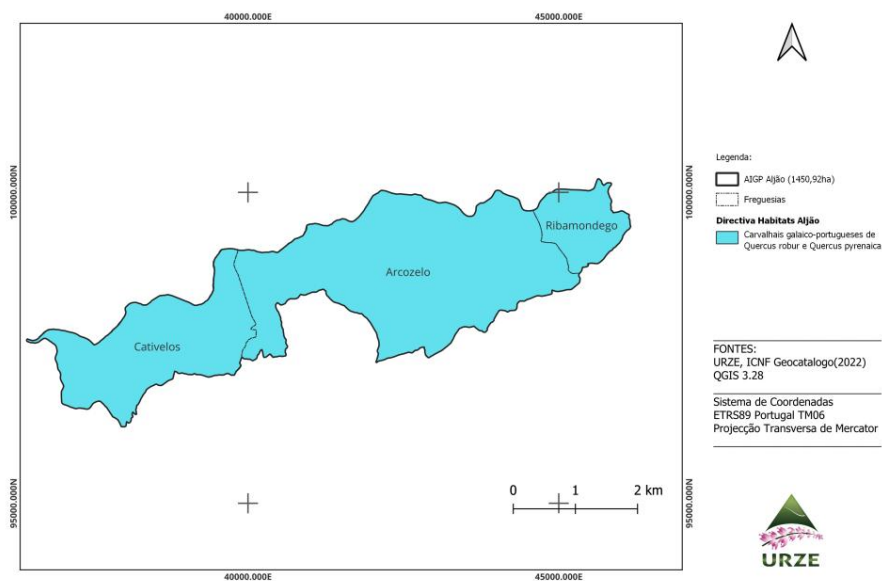 40000.000E
45000.000E
100000.000N
100000.000N
Legenda:
AIGP Aljão (1450,92ha)
Freguesias
Directiva Habitats Aljão
Carvalhais galaico-portugueses de
Quercus robur e Quercus pyrenaica
Ribamondego
Arcozelo
Cativelos
FONTES:
URZE, ICNF Geocatalogo(2022)
QGIS 3.28
Sistema de Coordenadas
ETRS89 Portugal TM06
Projecção Transversa de Mercator
0 1 2 km
95000.000N
95000.000N
URZE
40000.000E
45000.000E